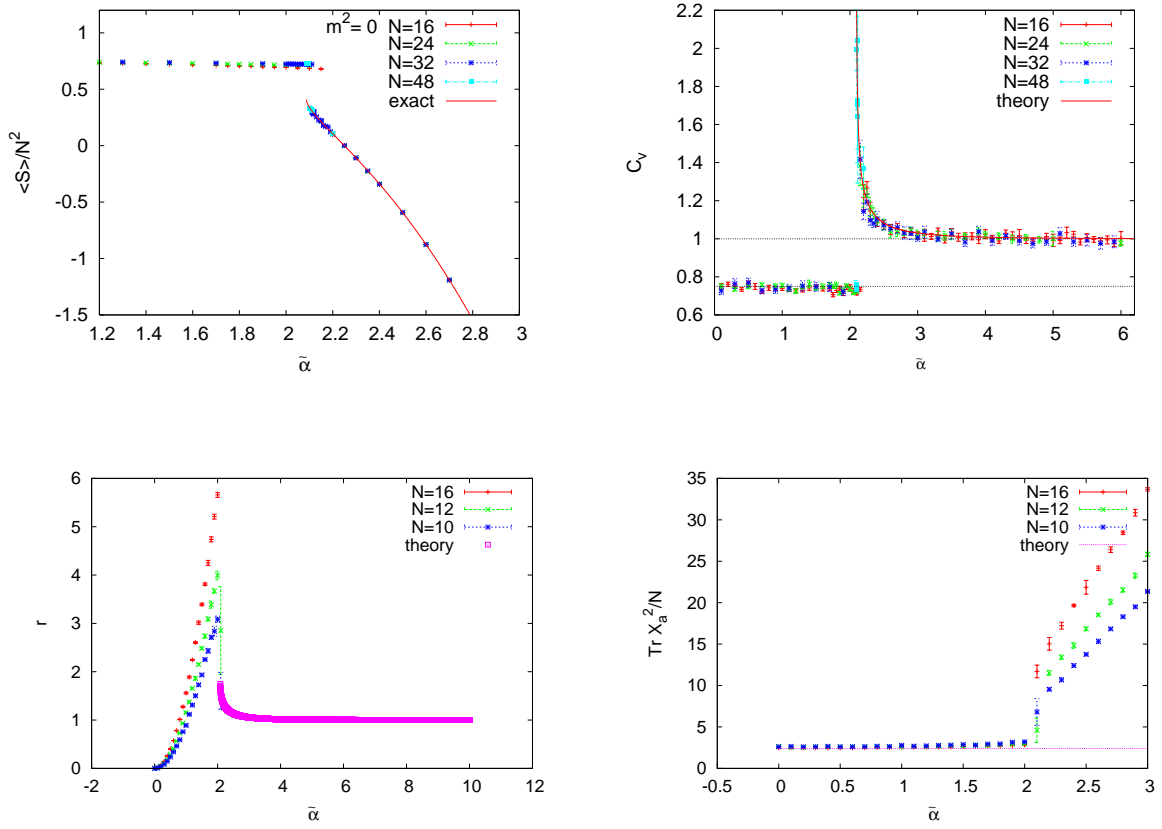 m²= 0
N=16
N=24
N=32
N=48
exact
<S>/N²
1
0.5
0
-0.5
-1
-1.5
1.2 1.4 1.6 1.8 2 2.2 2.4 2.6 2.8 3
α̃
N=16
N=24
N=32
N=48
theory
C_v
2.2
2
1.8
1.6
1.4
1.2
1
0.8
0.6
0 1 2 3 4 5 6
α̃
N=16
N=12
N=10
theory
r
6
5
4
3
2
1
0
-2 0 2 4 6 8 10 12
α̃
N=16
N=12
N=10
theory
Tr X_a²/N
35
30
25
20
15
10
5
0
-0.5 0 0.5 1 1.5 2 2.5 3
α̃